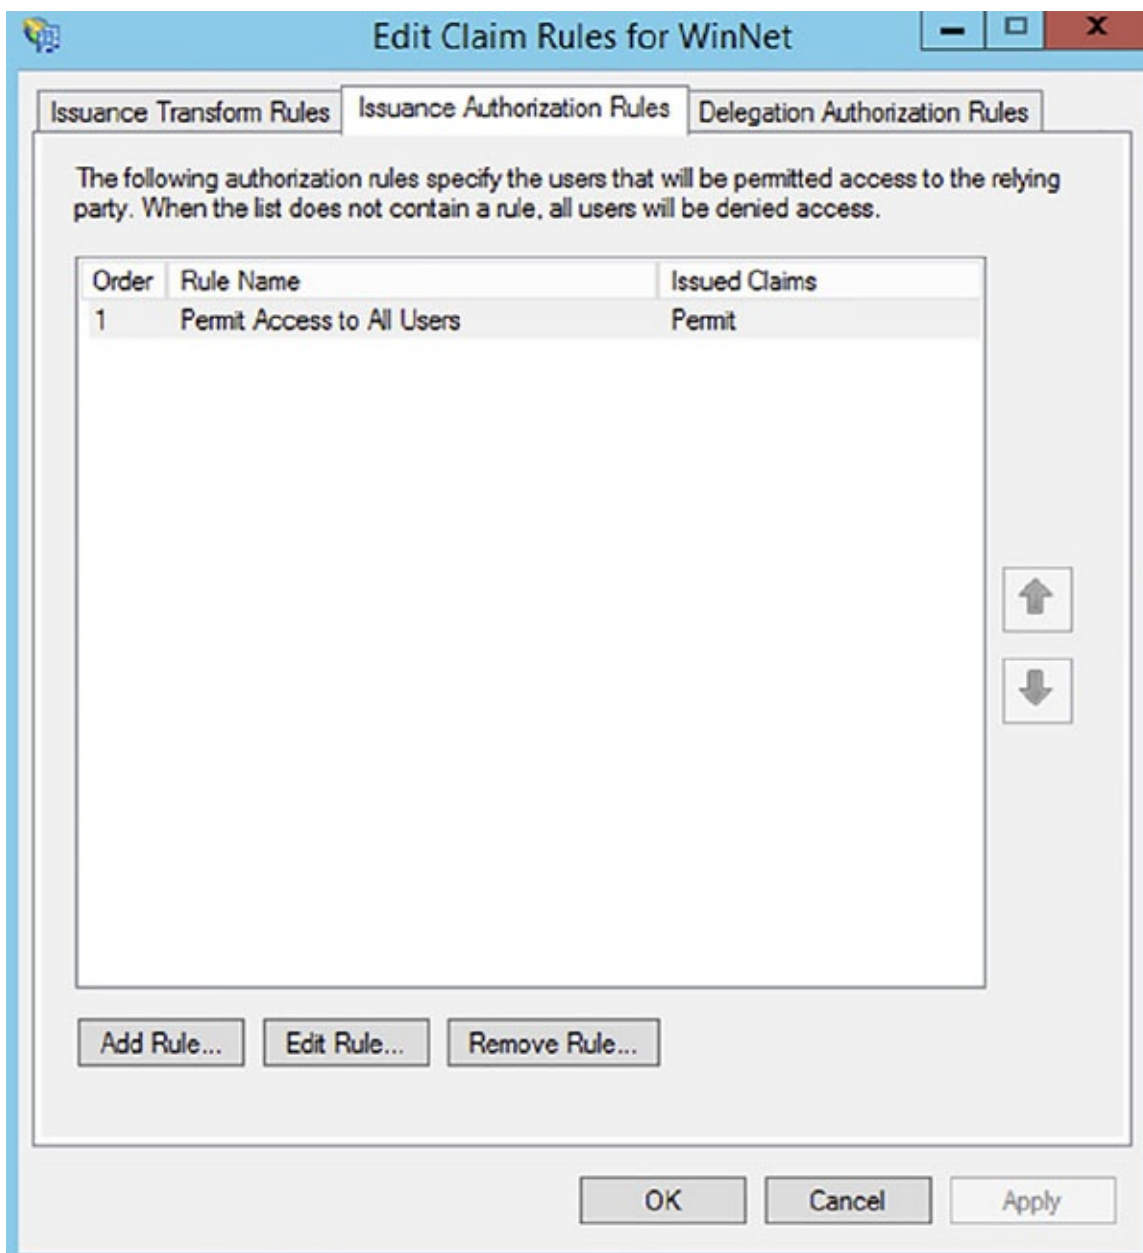 Edit Claim Rules for WinNet
Issuance Transform Rules Issuance Authorization Rules Delegation Authorization Rules
The following authorization rules specify the users that will be permitted access to the relying
party. When the list does not contain a rule, all users will be denied access.
Order Rule Name Issued Claims
1 Permit Access to All Users Permit
Add Rule... Edit Rule... Remove Rule...
OK Cancel Apply